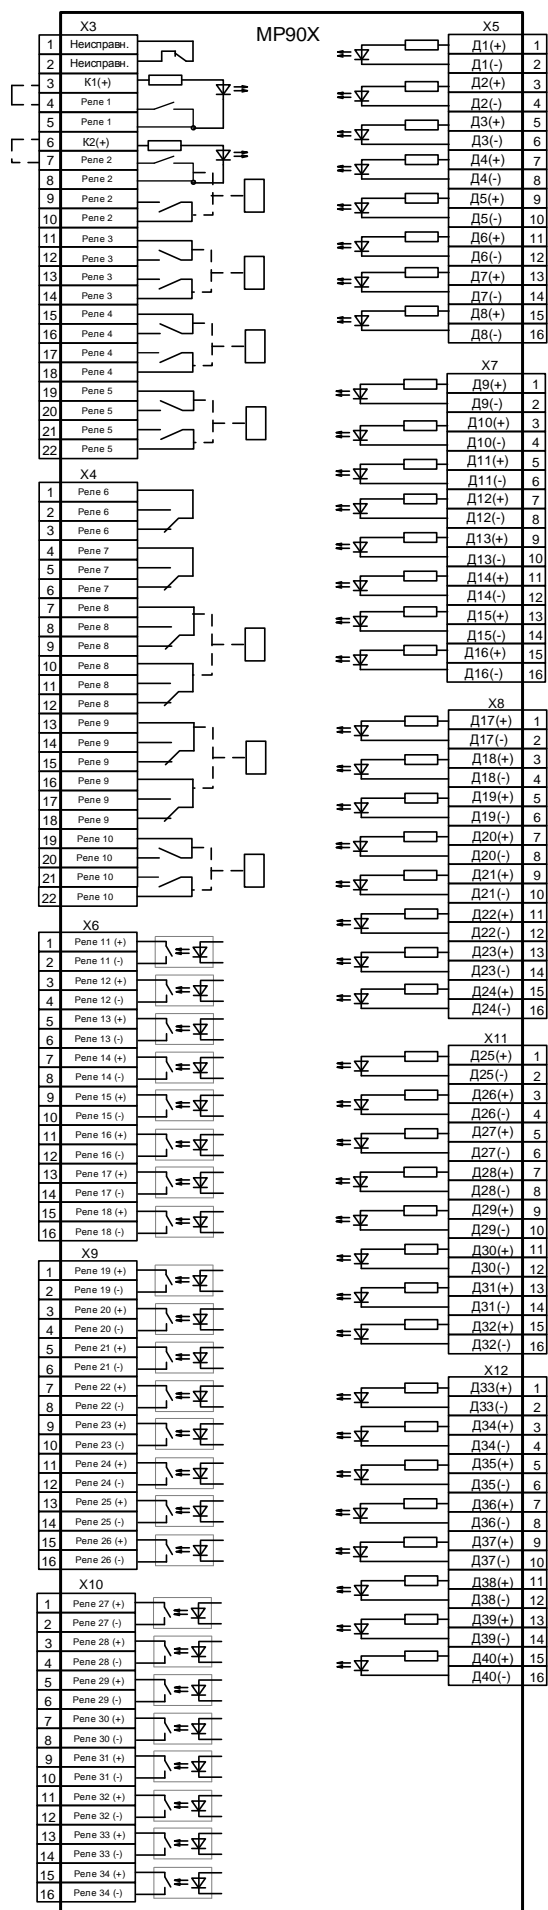 МР90Х
Х3
1 Неисправн.
2 Неисправн.
3 К1(+)
4 Реле 1
5 Реле 1
6 К2(+)
7 Реле 2
8 Реле 2
9 Реле 2
10 Реле 2
11 Реле 3
12 Реле 3
13 Реле 3
14 Реле 3
15 Реле 4
16 Реле 4
17 Реле 4
18 Реле 4
19 Реле 5
20 Реле 5
21 Реле 5
22 Реле 5
Х4
1 Реле 6
2 Реле 6
3 Реле 6
4 Реле 7
5 Реле 7
6 Реле 7
7 Реле 8
8 Реле 8
9 Реле 8
10 Реле 8
11 Реле 8
12 Реле 8
13 Реле 9
14 Реле 9
15 Реле 9
16 Реле 9
17 Реле 9
18 Реле 9
19 Реле 10
20 Реле 10
21 Реле 10
22 Реле 10
Х6
1 Реле 11 (+)
2 Реле 11 (-)
3 Реле 12 (+)
4 Реле 12 (-)
5 Реле 13 (+)
6 Реле 13 (-)
7 Реле 14 (+)
8 Реле 14 (-)
9 Реле 15 (+)
10 Реле 15 (-)
11 Реле 16 (+)
12 Реле 16 (-)
13 Реле 17 (+)
14 Реле 17 (-)
15 Реле 18 (+)
16 Реле 18 (-)
Х9
1 Реле 19 (+)
2 Реле 19 (-)
3 Реле 20 (+)
4 Реле 20 (-)
5 Реле 21 (+)
6 Реле 21 (-)
7 Реле 22 (+)
8 Реле 22 (-)
9 Реле 23 (+)
10 Реле 23 (-)
11 Реле 24 (+)
12 Реле 24 (-)
13 Реле 25 (+)
14 Реле 25 (-)
15 Реле 26 (+)
16 Реле 26 (-)
Х10
1 Реле 27 (+)
2 Реле 27 (-)
3 Реле 28 (+)
4 Реле 28 (-)
5 Реле 29 (+)
6 Реле 29 (-)
7 Реле 30 (+)
8 Реле 30 (-)
9 Реле 31 (+)
10 Реле 31 (-)
11 Реле 32 (+)
12 Реле 32 (-)
13 Реле 33 (+)
14 Реле 33 (-)
15 Реле 34 (+)
16 Реле 34 (-)
Х5
Д1(+) 1
Д1(-) 2
Д2(+) 3
Д2(-) 4
Д3(+) 5
Д3(-) 6
Д4(+) 7
Д4(-) 8
Д5(+) 9
Д5(-) 10
Д6(+) 11
Д6(-) 12
Д7(+) 13
Д7(-) 14
Д8(+) 15
Д8(-) 16
Х7
Д9(+) 1
Д9(-) 2
Д10(+) 3
Д10(-) 4
Д11(+) 5
Д11(-) 6
Д12(+) 7
Д12(-) 8
Д13(+) 9
Д13(-) 10
Д14(+) 11
Д14(-) 12
Д15(+) 13
Д15(-) 14
Д16(+) 15
Д16(-) 16
Х8
Д17(+) 1
Д17(-) 2
Д18(+) 3
Д18(-) 4
Д19(+) 5
Д19(-) 6
Д20(+) 7
Д20(-) 8
Д21(+) 9
Д21(-) 10
Д22(+) 11
Д22(-) 12
Д23(+) 13
Д23(-) 14
Д24(+) 15
Д24(-) 16
Х11
Д25(+) 1
Д25(-) 2
Д26(+) 3
Д26(-) 4
Д27(+) 5
Д27(-) 6
Д28(+) 7
Д28(-) 8
Д29(+) 9
Д29(-) 10
Д30(+) 11
Д30(-) 12
Д31(+) 13
Д31(-) 14
Д32(+) 15
Д32(-) 16
Х12
Д33(+) 1
Д33(-) 2
Д34(+) 3
Д34(-) 4
Д35(+) 5
Д35(-) 6
Д36(+) 7
Д36(-) 8
Д37(+) 9
Д37(-) 10
Д38(+) 11
Д38(-) 12
Д39(+) 13
Д39(-) 14
Д40(+) 15
Д40(-) 16